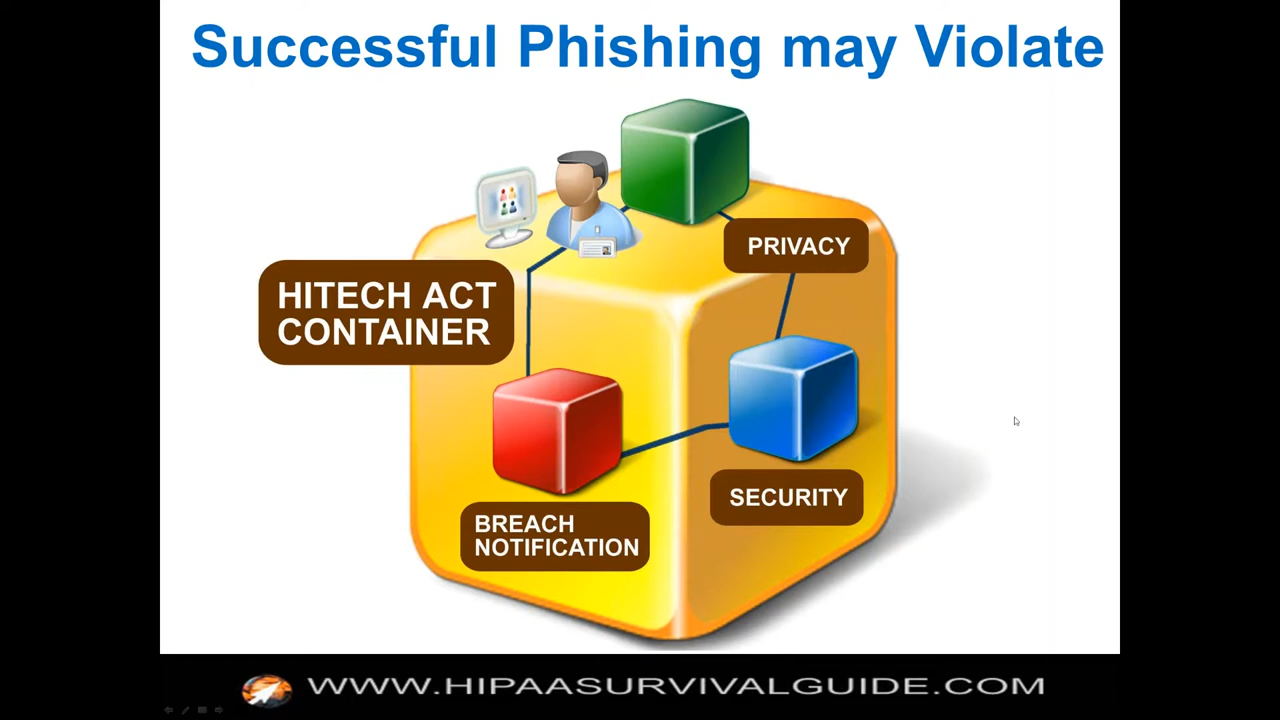 Successful Phishing may Violate
PRIVACY
HITECH ACT
CONTAINER
SECURITY
BREACH
NOTIFICATION
WWW.HIPAASURVIVALGUIDE.COM